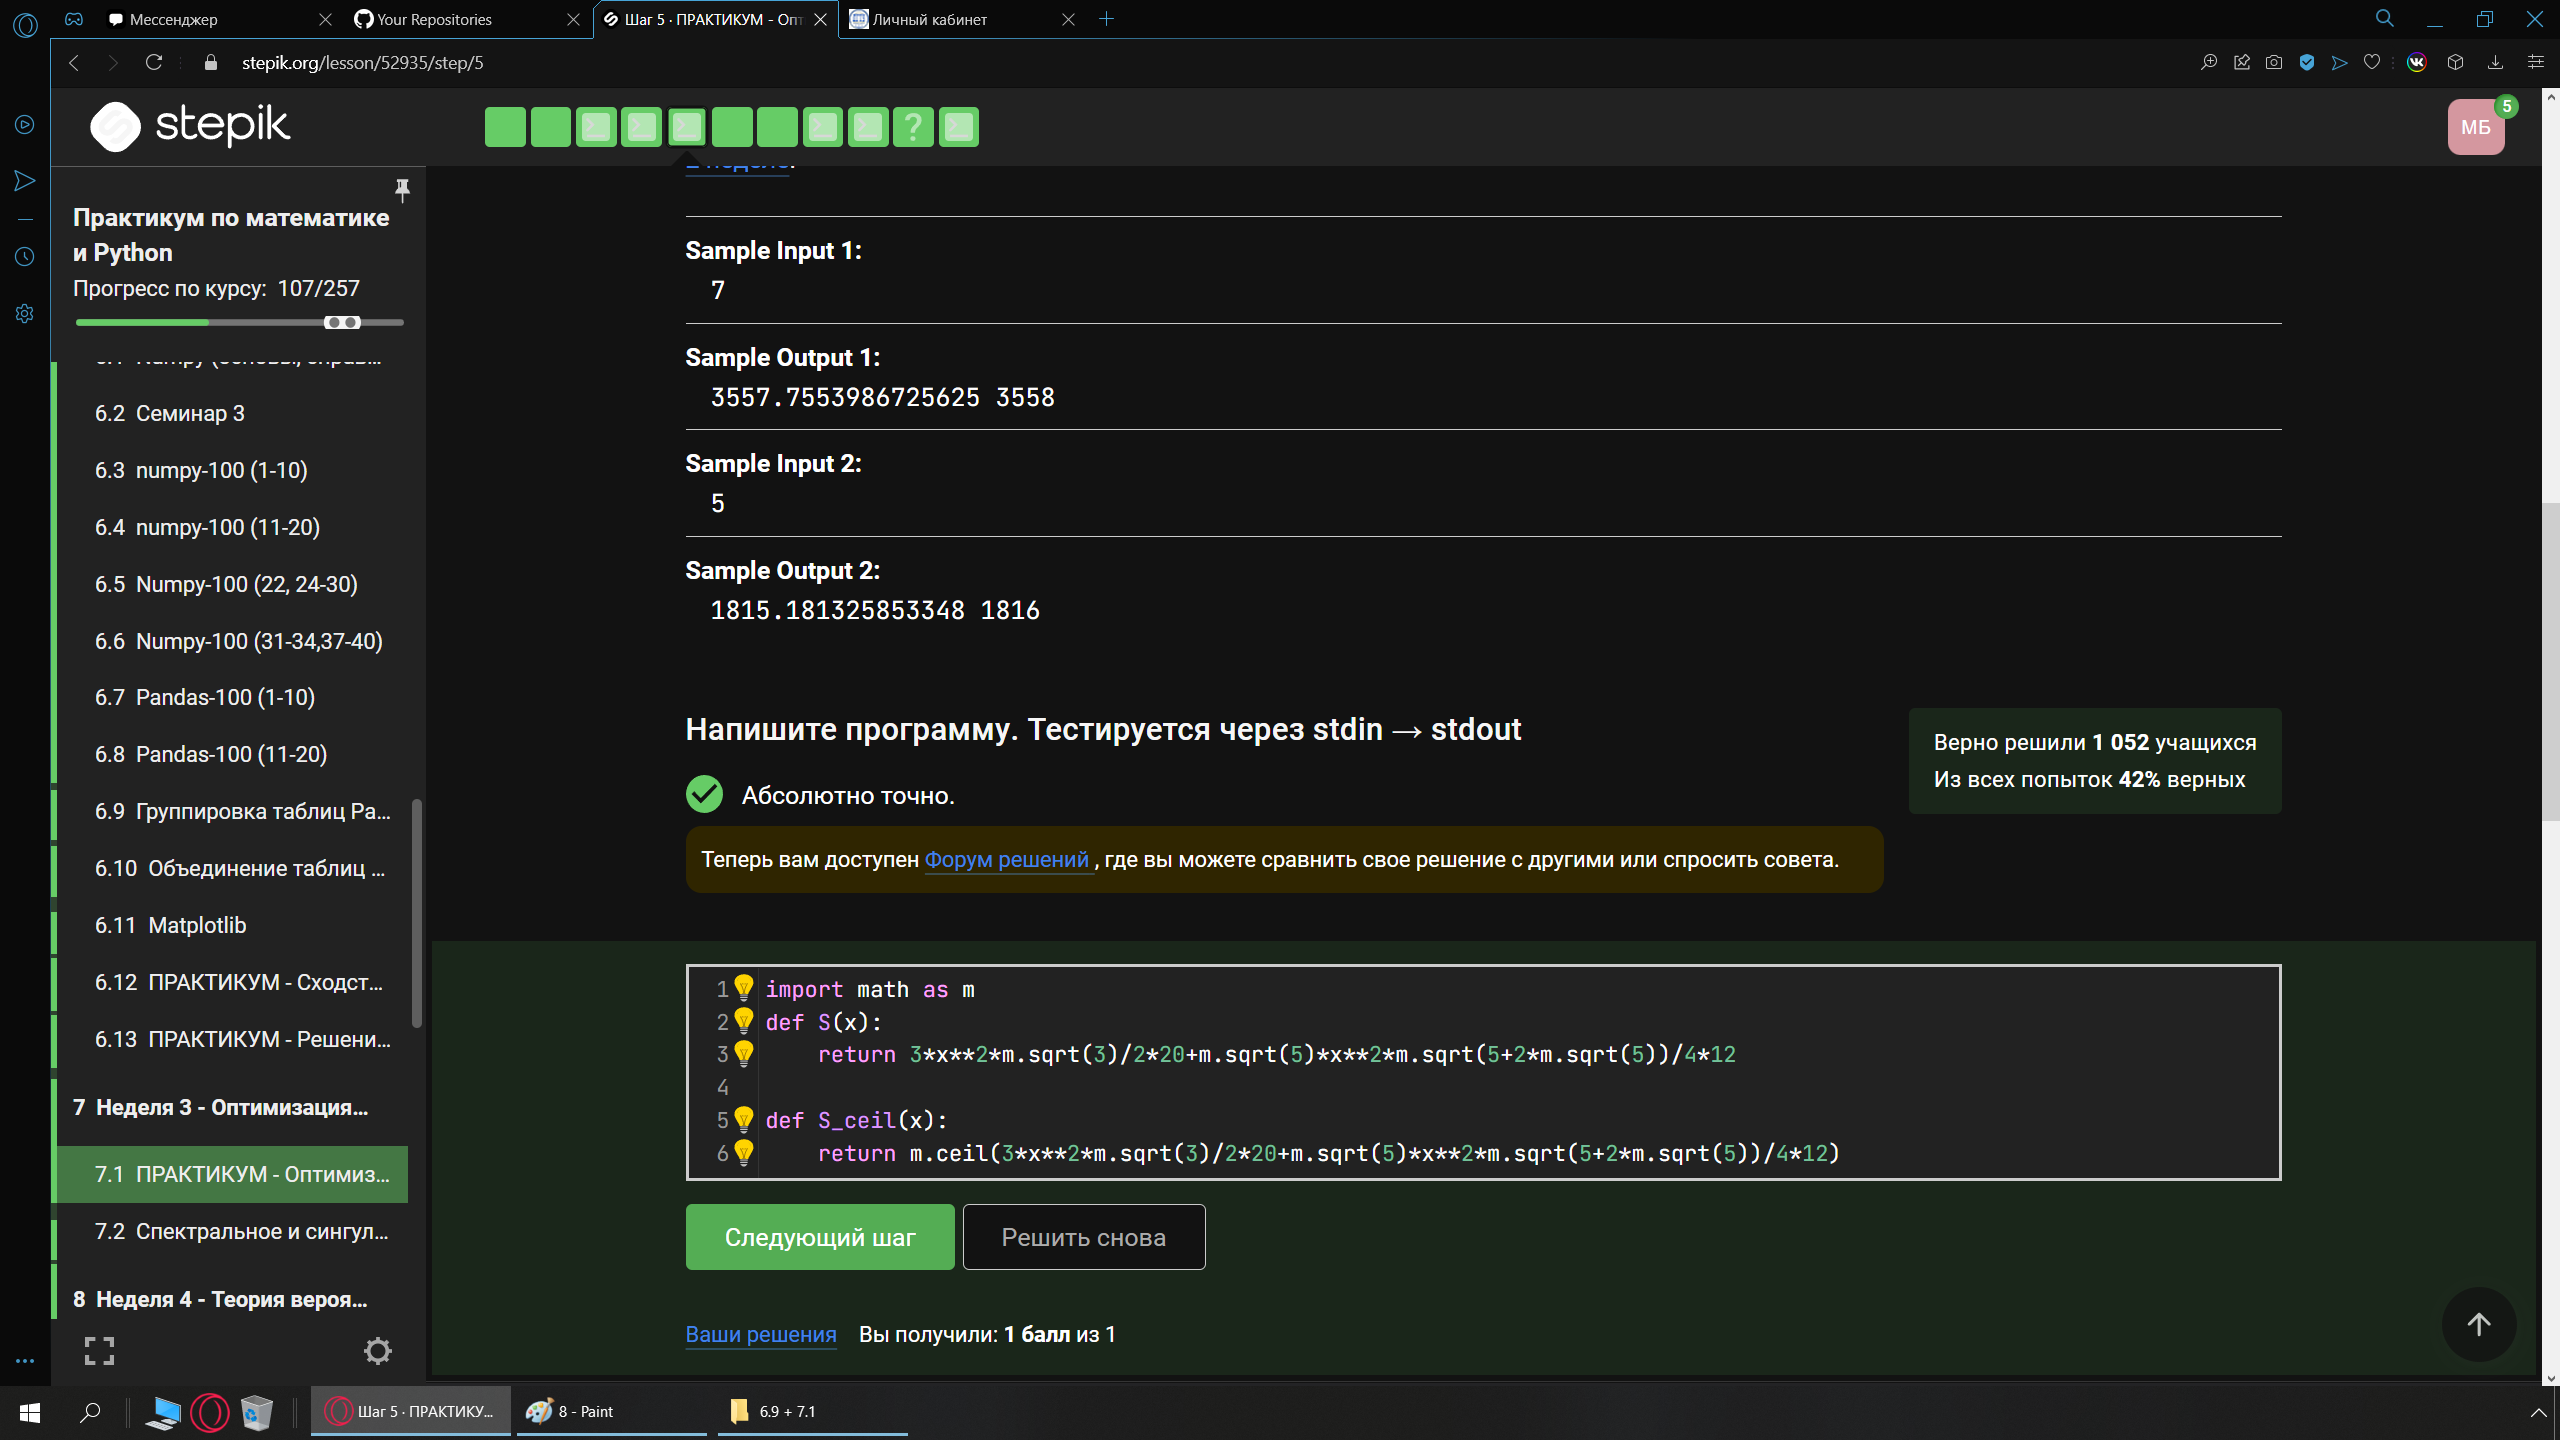 Мессенджер
Your Repositories
Шаг 5 · ПРАКТИКУМ - Опт
Личный кабинет
stepik.org/lesson/52935/step/5
stepik
МБ
5
Практикум по математике
и Python
Прогресс по курсу: 107/257
6.2 Семинар 3
6.3 numpy-100 (1-10)
6.4 numpy-100 (11-20)
6.5 Numpy-100 (22, 24-30)
6.6 Numpy-100 (31-34,37-40)
6.7 Pandas-100 (1-10)
6.8 Pandas-100 (11-20)
6.9 Группировка таблиц Pa...
6.10 Объединение таблиц ...
6.11 Matplotlib
6.12 ПРАКТИКУМ - Сходст...
6.13 ПРАКТИКУМ - Решени...
7 Неделя 3 - Оптимизация...
7.1 ПРАКТИКУМ - Оптимиз...
7.2 Спектральное и сингул...
8 Неделя 4 - Теория вероя...
Sample Input 1:
7
Sample Output 1:
3557.7553986725625 3558
Sample Input 2:
5
Sample Output 2:
1815.181325853348 1816
Напишите программу. Тестируется через stdin → stdout
Верно решили 1 052 учащихся
Из всех попыток 42% верных
Абсолютно точно.
Теперь вам доступен Форум решений , где вы можете сравнить свое решение с другими или спросить совета.
1 import math as m
2 def S(x):
3 return 3*x**2*m.sqrt(3)/2*20+m.sqrt(5)*x**2*m.sqrt(5+2*m.sqrt(5))/4*12
4
5 def S_ceil(x):
6 return m.ceil(3*x**2*m.sqrt(3)/2*20+m.sqrt(5)*x**2*m.sqrt(5+2*m.sqrt(5))/4*12)
Следующий шаг
Решить снова
Ваши решения Вы получили: 1 балл из 1
Шаг 5 · ПРАКТИКУ...
8 - Paint
6.9 + 7.1